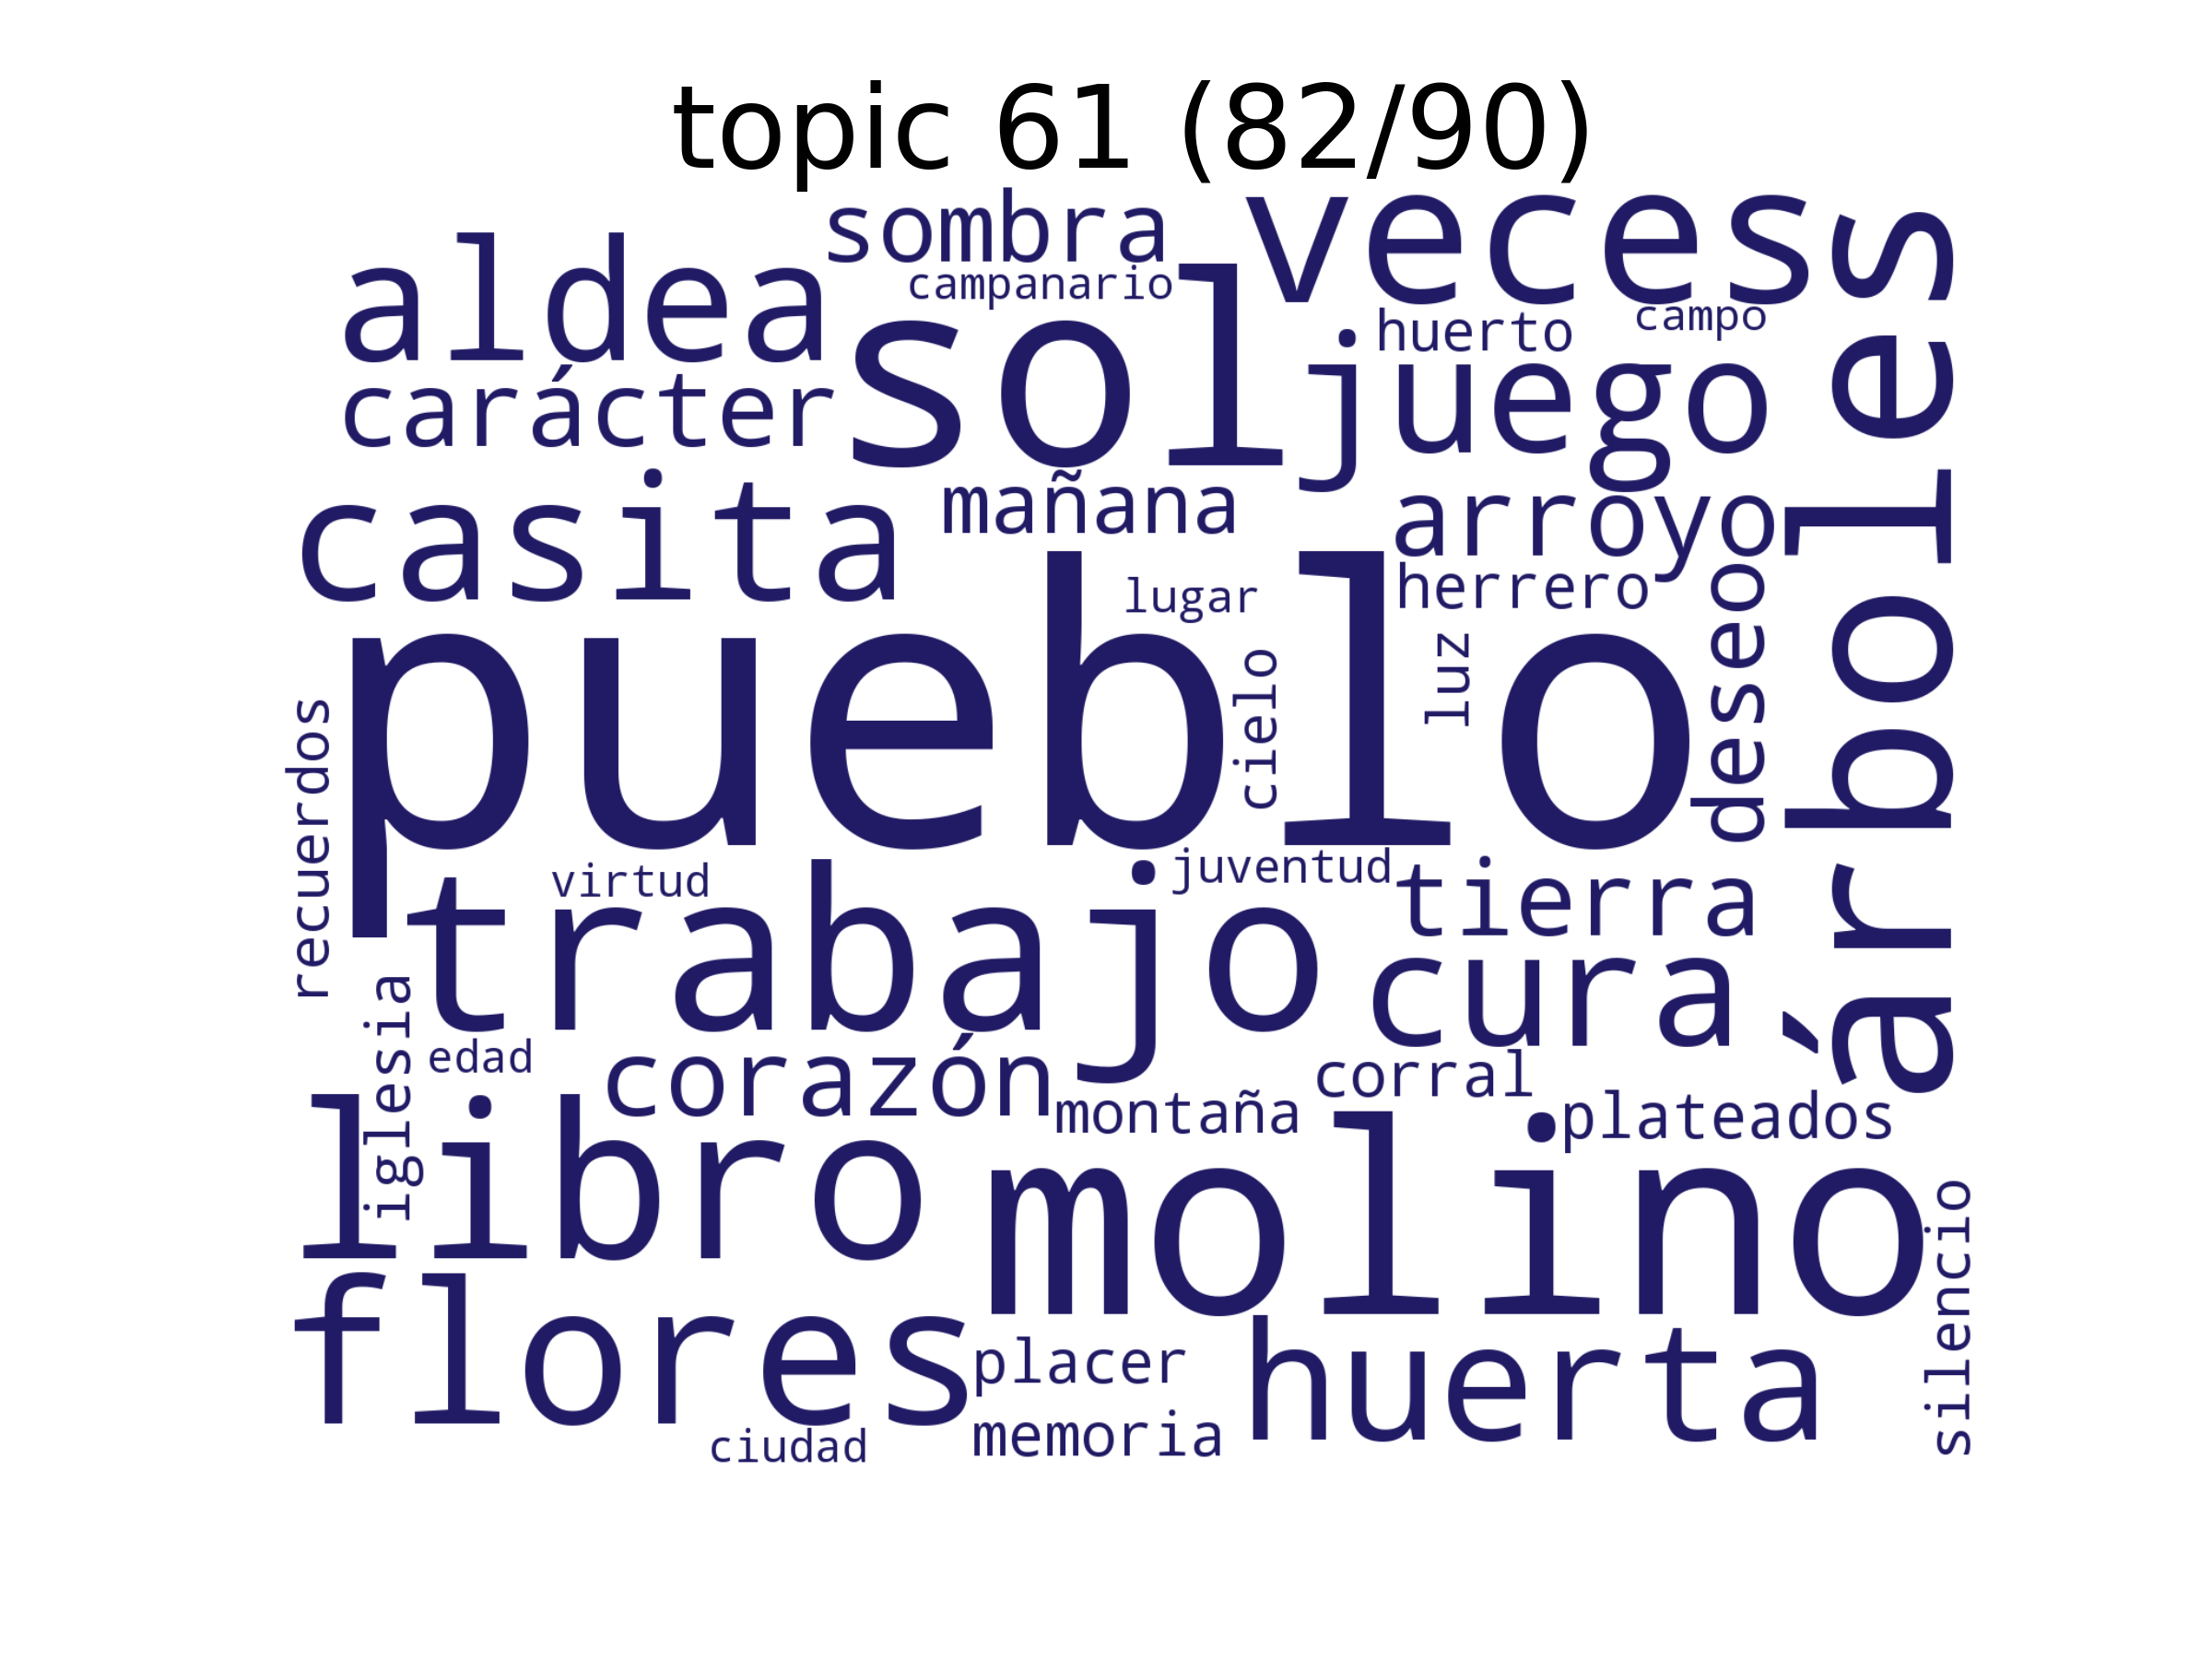 topic 61 (82/90)
sombra
veces
aldea
campanario
sol
huerto
campo
carácter
juego
árboles
casita
mañana
arroyo
lugar
herrero
pueblo
cielo
luz
deseo
recuerdos
virtud
juventud
trabajo
tierra
cura
iglesia
edad
corazón
montaña
corral
plateados
libro
molino
silencio
flores
placer
huerta
memoria
ciudad